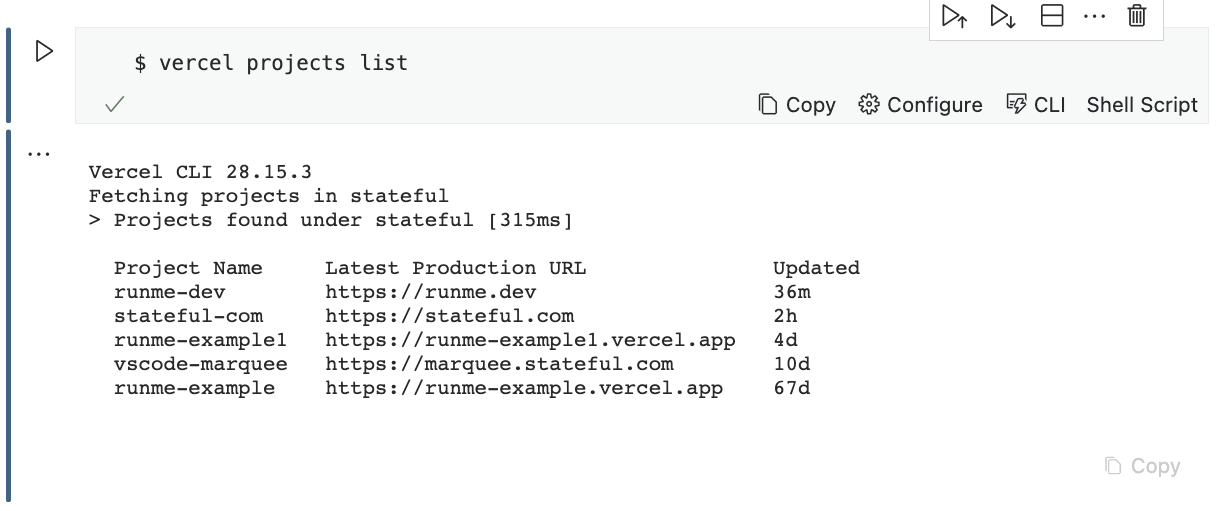 $ vercel projects list
Copy Configure CLI Shell Script
Vercel CLI 28.15.3
Fetching projects in stateful
> Projects found under stateful [315ms]
Project Name Latest Production URL Updated
runme-dev https://runme.dev 36m
stateful-com https://stateful.com 2h
runme-example1 https://runme-example1.vercel.app 4d
vscode-marquee https://marquee.stateful.com 10d
runme-example https://runme-example.vercel.app 67d
Copy